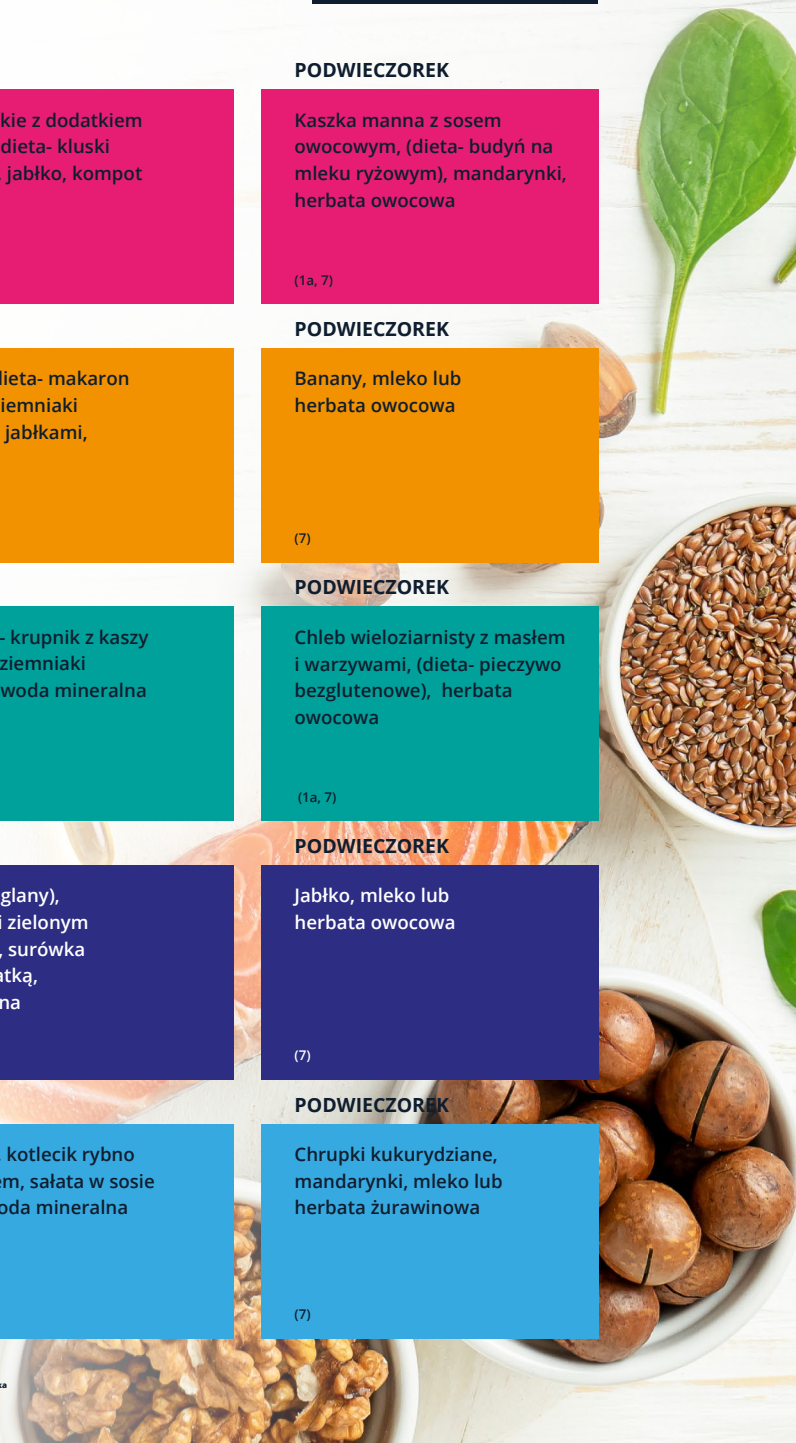 PODWIECZOREK
kie z dodatkiem
dieta- kluski
, jabłko, kompot
Kaszka manna z sosem
owocowym, (dieta- budyń na
mleku ryżowym), mandarynki,
herbata owocowa
(1a, 7)
PODWIECZOREK
dieta- makaron
iemniaki
jabłkami,
Banany, mleko lub
herbata owocowa
(7)
PODWIECZOREK
- krupnik z kaszy
ziemniaki
woda mineralna
Chleb wieloziarnisty z masłem
i warzywami, (dieta- pieczywo
bezglutenowe),  herbata
owocowa
(1a, 7)
PODWIECZOREK
glany),
i zielonym
, surówka
atką,
na
Jabłko, mleko lub
herbata owocowa
(7)
PODWIECZOREK
kotlecik rybno
em, sałata w sosie
oda mineralna
Chrupki kukurydziane,
mandarynki, mleko lub
herbata żurawinowa
(7)